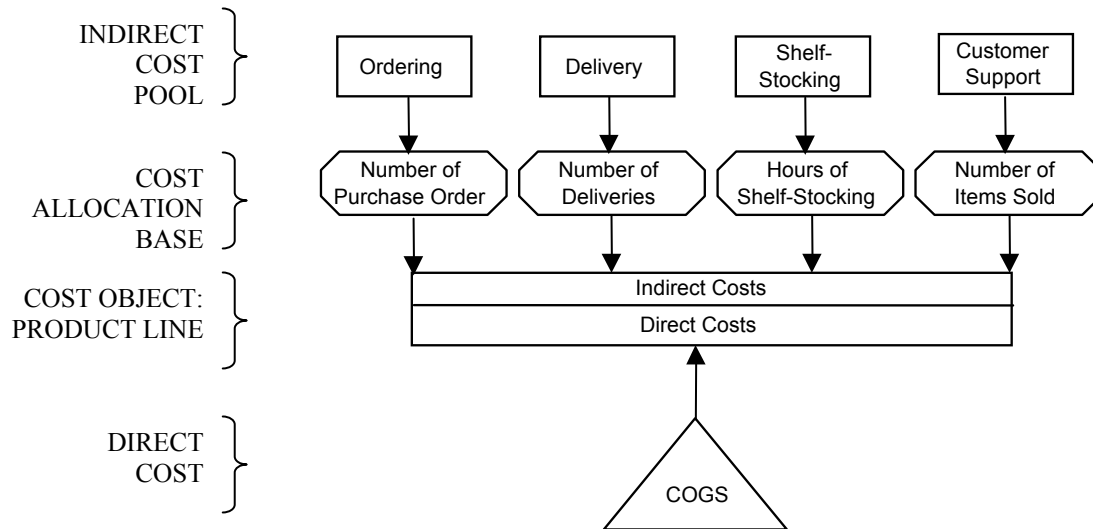 INDIRECT
COST
POOL
Ordering
Delivery
Shelf-
Stocking
Customer
Support
COST
ALLOCATION
BASE
Number of
Purchase Order
Number of
Deliveries
Hours of
Shelf-Stocking
Number of
Items Sold
COST OBJECT:
PRODUCT LINE
Indirect Costs
Direct Costs
DIRECT
COST
COGS